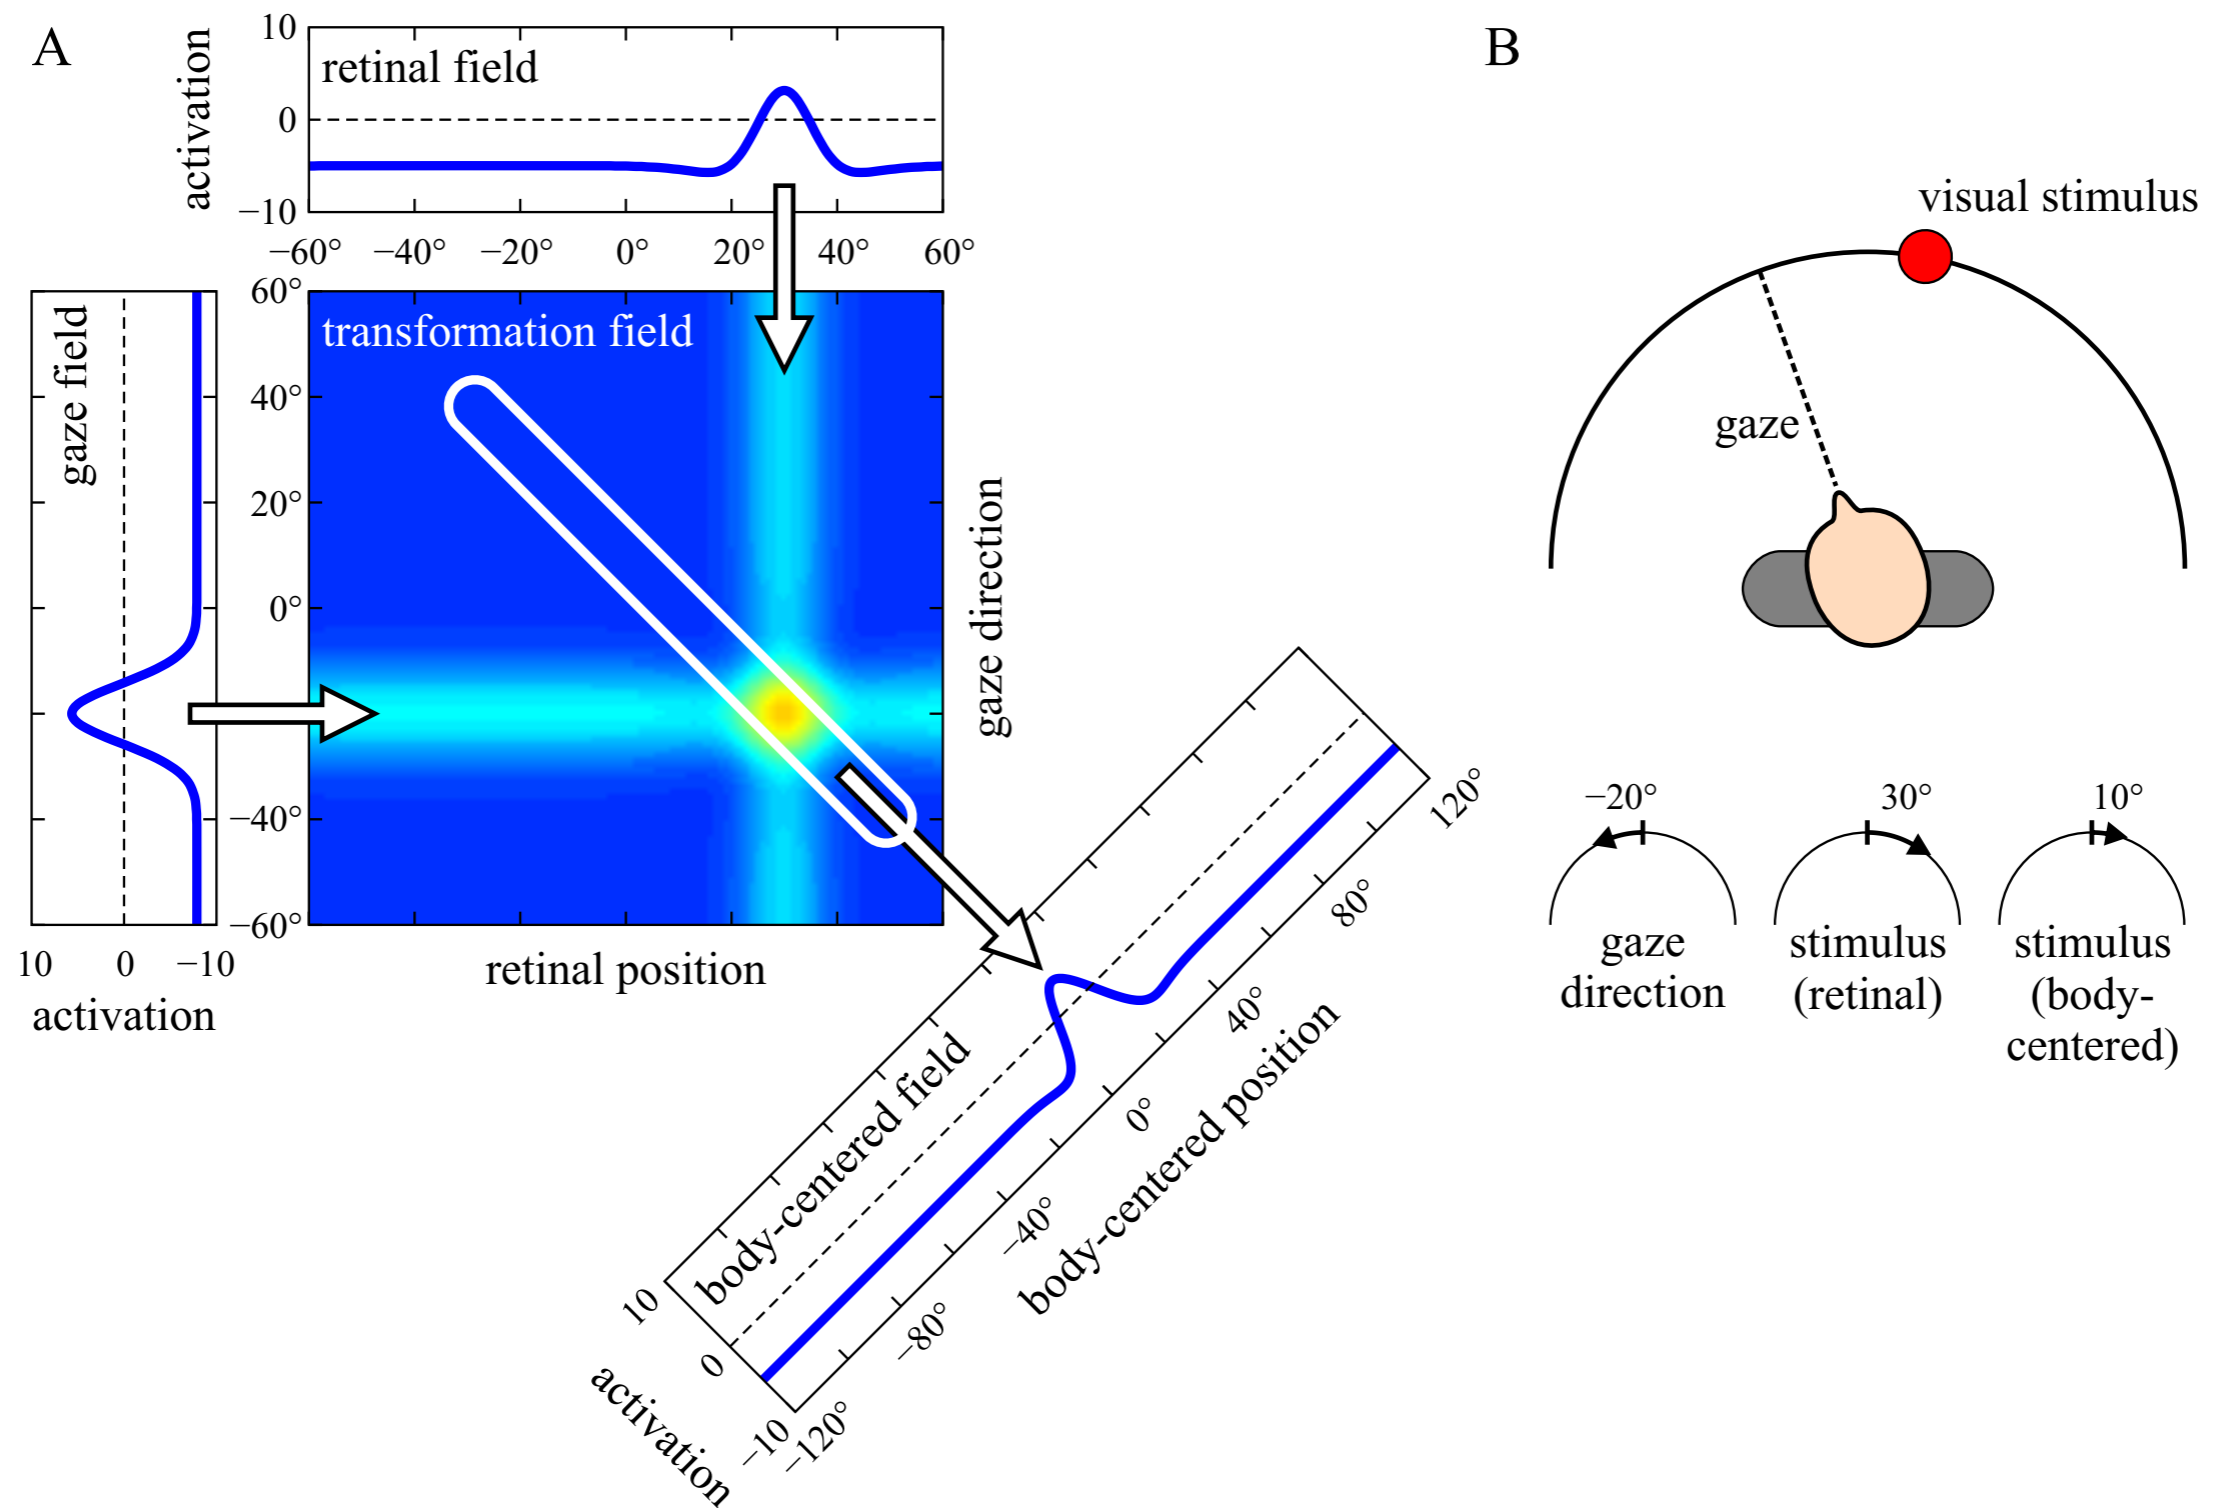 A
activation
10
0
−10
retinal field
−60° −40° −20° 0° 20° 40° 60°
gaze field
10 0 −10
activation
transformation field
60°
40°
20°
0°
−40°
−60°
retinal position
gaze direction
body-centered field
10
0
−10
activation
−120° −80° −40° 0° 40° 80° 120°
body-centered position
B
visual stimulus
gaze
−20°
gaze
direction
30°
stimulus
(retinal)
10°
stimulus
(body-
centered)